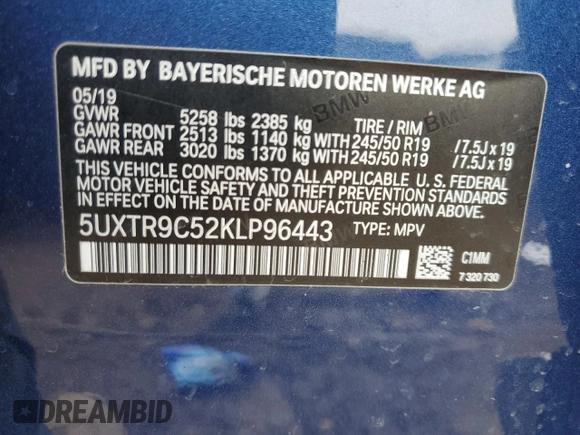 MFD BY BAYERISCHE MOTOREN WERKE AG
05/19
GVWR 5258 lbs 2385 kg TIRE / RIM
GAWR FRONT 2513 lbs 1140 kg WITH 245/50 R19 /7.5J x 19
GAWR REAR 3020 lbs 1370 kg WITH 245/50 R19 /7.5J x 19
THIS VEHICLE CONFORMS TO ALL APPLICABLE U. S. FEDERAL
MOTOR VEHICLE SAFETY AND THEFT PREVENTION STANDARDS
IN EFFECT ON THE DATE OF MANUFACTURE SHOWN ABOVE.
5UXTR9C52KLP96443 TYPE: MPV
C1MM
7 320 730
BMW
BMW
DREAMBID